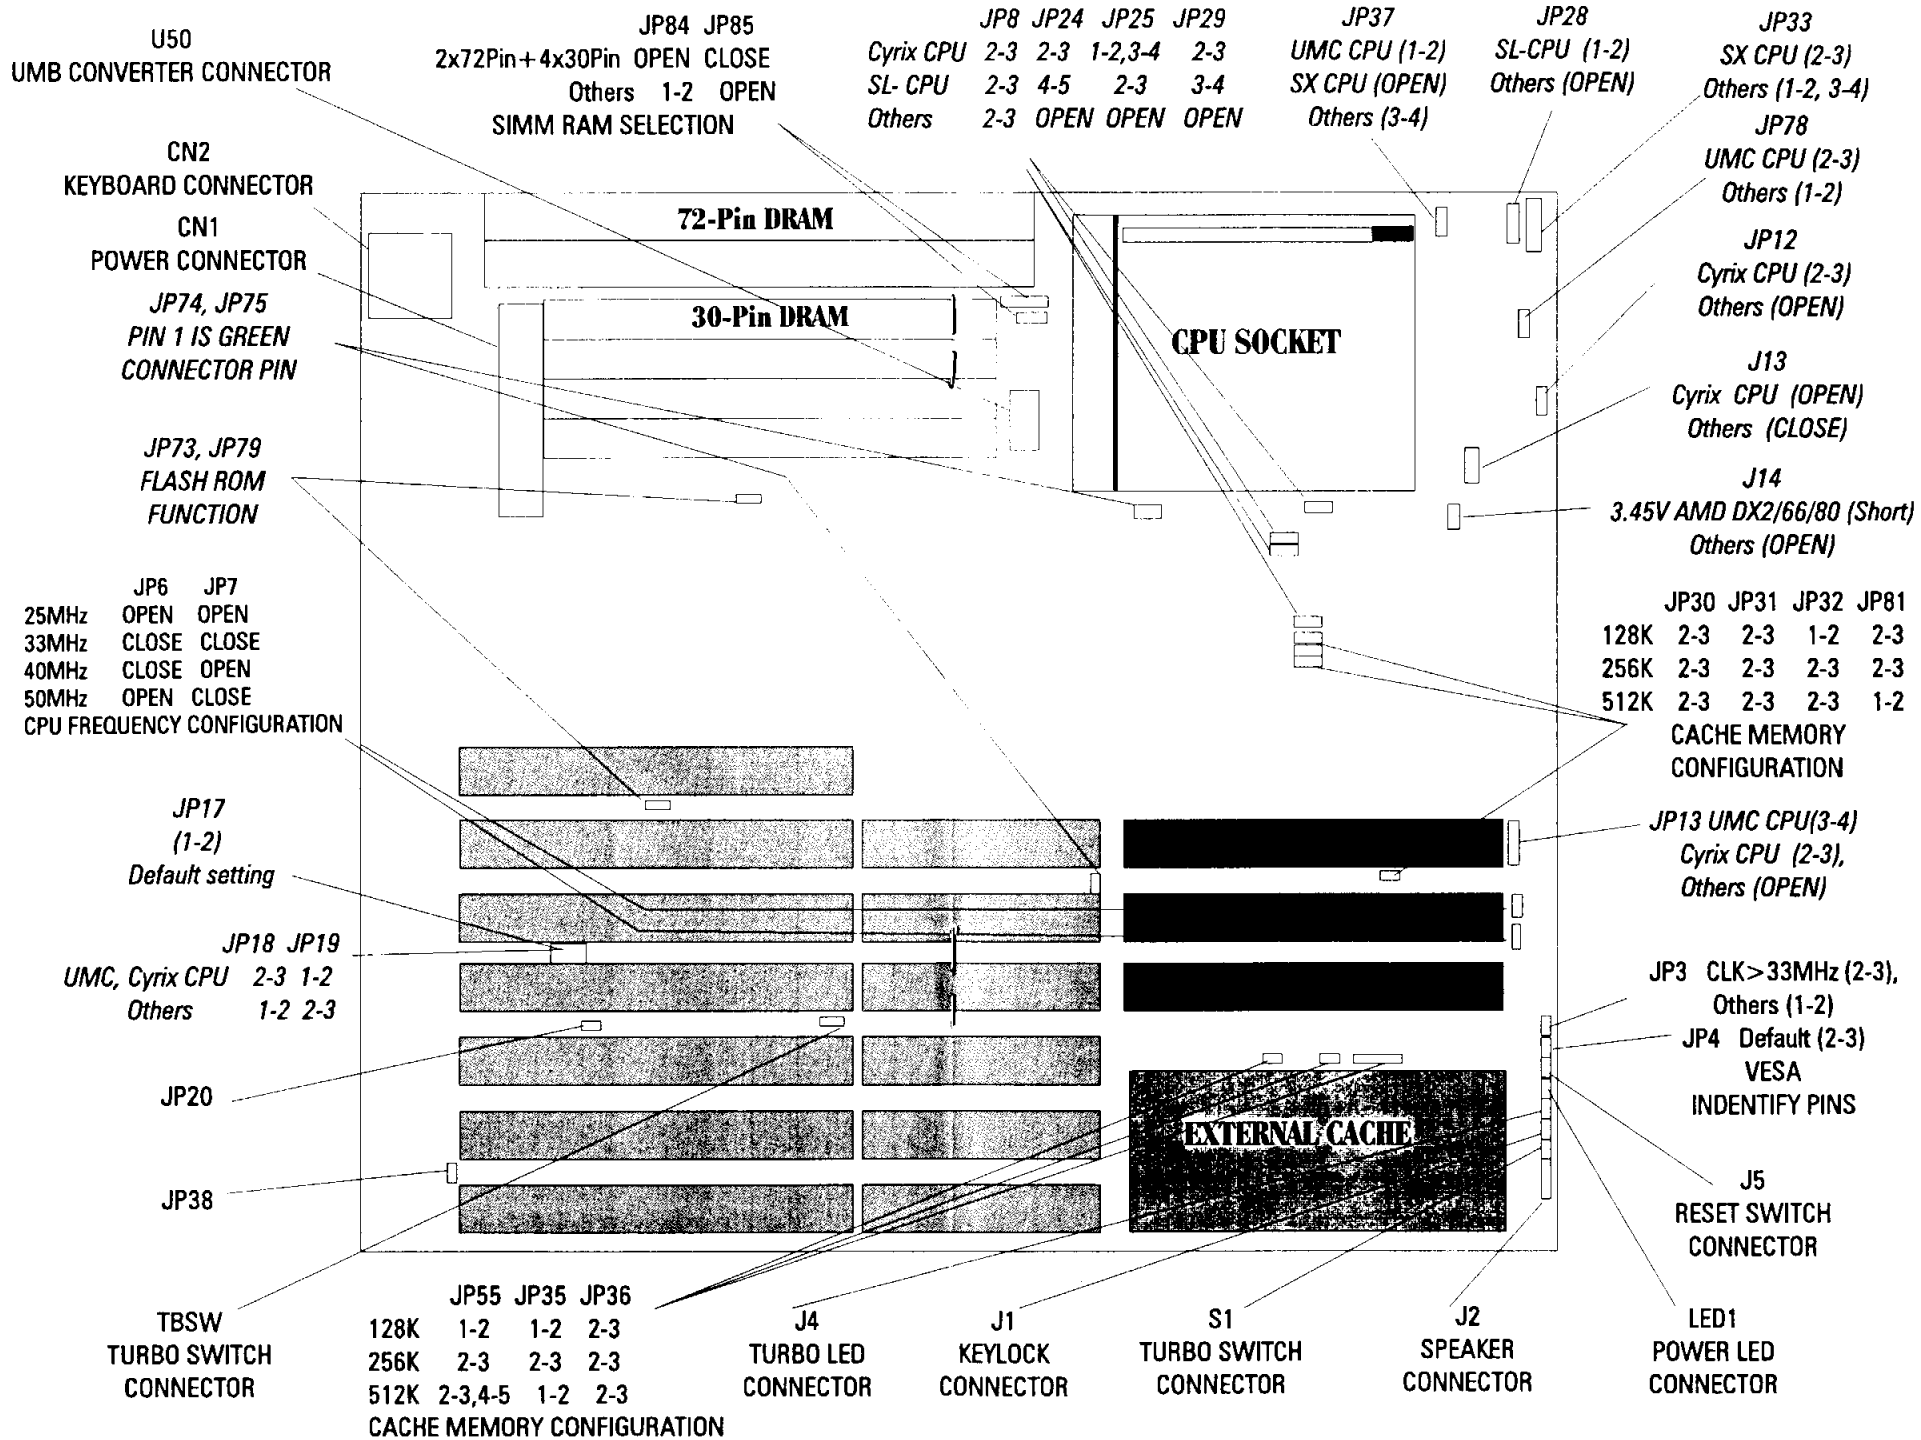 U50
UMB CONVERTER CONNECTOR
JP84 JP85
2x72Pin+4x30Pin OPEN CLOSE
Others 1-2 OPEN
SIMM RAM SELECTION
JP8 JP24 JP25 JP29
Cyrix CPU 2-3 2-3 1-2,3-4 2-3
SL- CPU 2-3 4-5 2-3 3-4
Others 2-3 OPEN OPEN OPEN
JP37
UMC CPU (1-2)
SX CPU (OPEN)
Others (3-4)
JP28
SL-CPU (1-2)
Others (OPEN)
JP33
SX CPU (2-3)
Others (1-2, 3-4)
JP78
UMC CPU (2-3)
Others (1-2)
JP12
Cyrix CPU (2-3)
Others (OPEN)
J13
Cyrix CPU (OPEN)
Others (CLOSE)
J14
3.45V AMD DX2/66/80 (Short)
Others (OPEN)
CN2
KEYBOARD CONNECTOR
CN1
POWER CONNECTOR
JP74, JP75
PIN 1 IS GREEN
CONNECTOR PIN
JP73, JP79
FLASH ROM
FUNCTION
72-Pin DRAM
30-Pin DRAM
CPU SOCKET
JP6 JP7
25MHz OPEN OPEN
33MHz CLOSE CLOSE
40MHz CLOSE OPEN
50MHz OPEN CLOSE
CPU FREQUENCY CONFIGURATION
JP30 JP31 JP32 JP81
128K 2-3 2-3 1-2 2-3
256K 2-3 2-3 2-3 2-3
512K 2-3 2-3 2-3 1-2
CACHE MEMORY
CONFIGURATION
JP17
(1-2)
Default setting
JP18 JP19
UMC, Cyrix CPU 2-3 1-2
Others 1-2 2-3
JP13 UMC CPU(3-4)
Cyrix CPU (2-3),
Others (OPEN)
JP3 CLK>33MHz (2-3),
Others (1-2)
JP4 Default (2-3)
VESA
INDENTIFY PINS
JP20
JP38
EXTERNAL CACHE
J5
RESET SWITCH
CONNECTOR
TBSW
TURBO SWITCH
CONNECTOR
JP55 JP35 JP36
128K 1-2 1-2 2-3
256K 2-3 2-3 2-3
512K 2-3,4-5 1-2 2-3
CACHE MEMORY CONFIGURATION
J4
TURBO LED
CONNECTOR
J1
KEYLOCK
CONNECTOR
S1
TURBO SWITCH
CONNECTOR
J2
SPEAKER
CONNECTOR
LED1
POWER LED
CONNECTOR